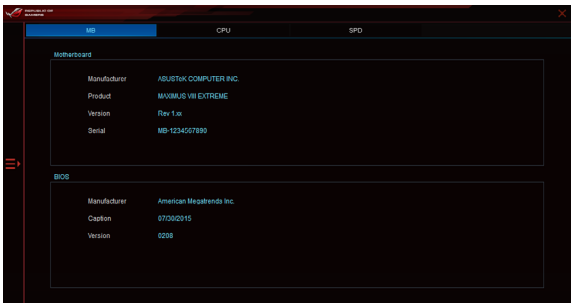 MB CPU SPD
Motherboard
Manufacturer ASUSTeK COMPUTER INC.
Product MAXIMUS VIII EXTREME
Version Rev 1.xx
Serial MB-1234567890
BIOS
Manufacturer American Megatrends Inc.
Caption 07/30/2015
Version 0208